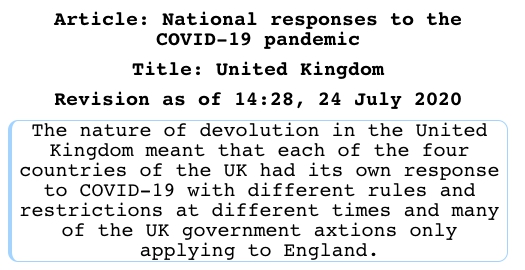 Article: National responses to the
COVID-19 pandemic
Title: United Kingdom
Revision as of 14:28, 24 July 2020
The nature of devolution in the United
Kingdom meant that each of the four
countries of the UK had its own response
to COVID-19 with different rules and
restrictions at different times and many
of the UK government axtions only
applying to England.